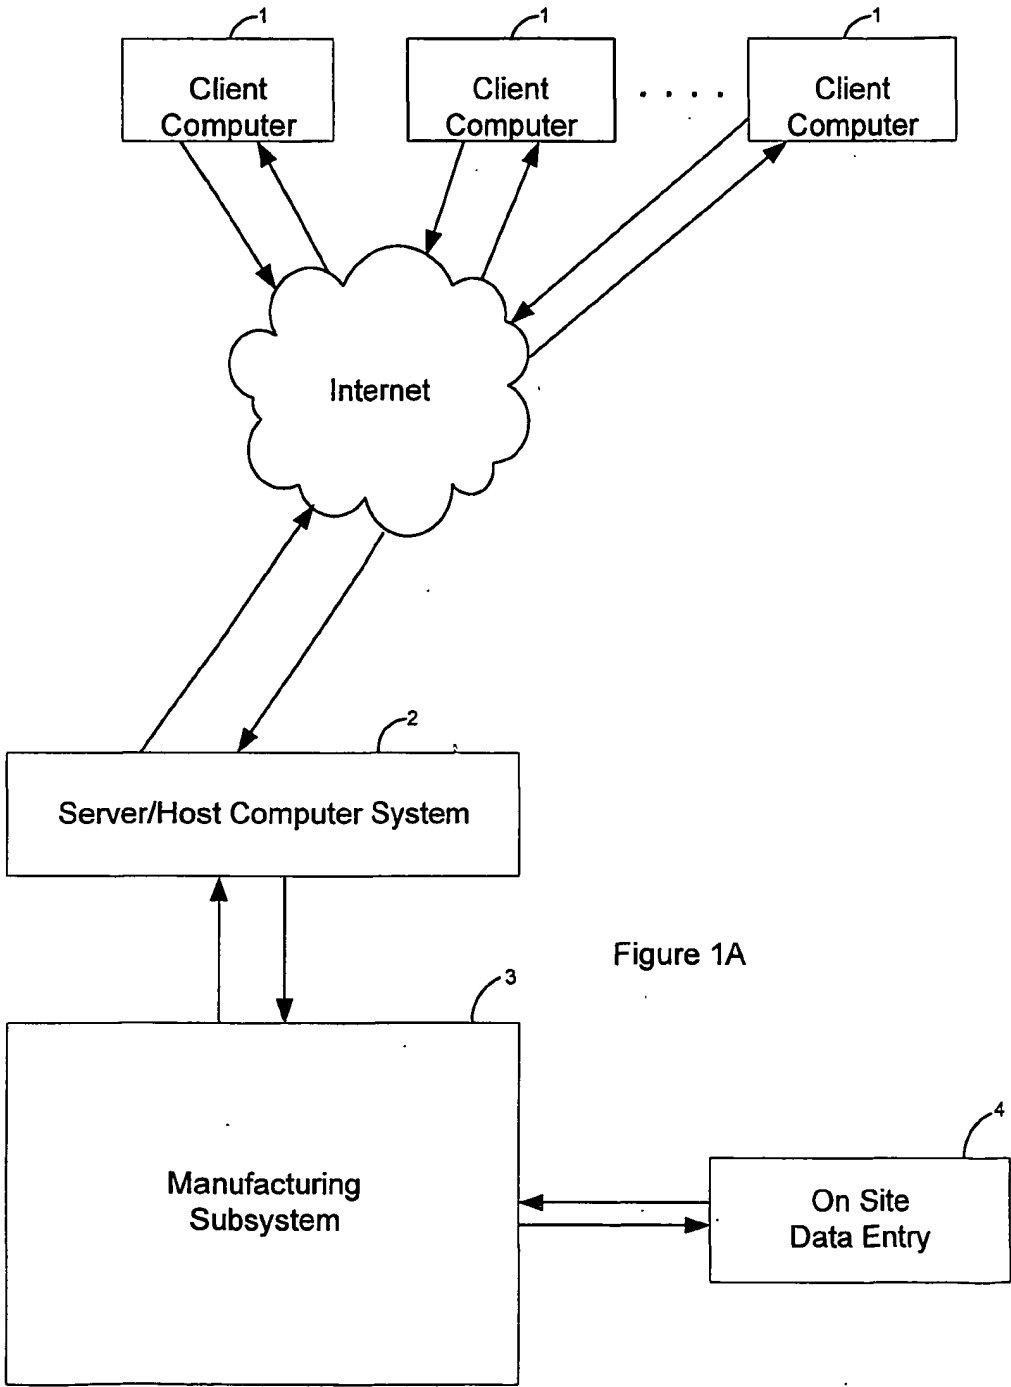 1
1
1
Client
Computer
Client
Computer
. . . .
Client
Computer
Internet
2
Server/Host Computer System
Figure 1A
3
4
Manufacturing
Subsystem
On Site
Data Entry